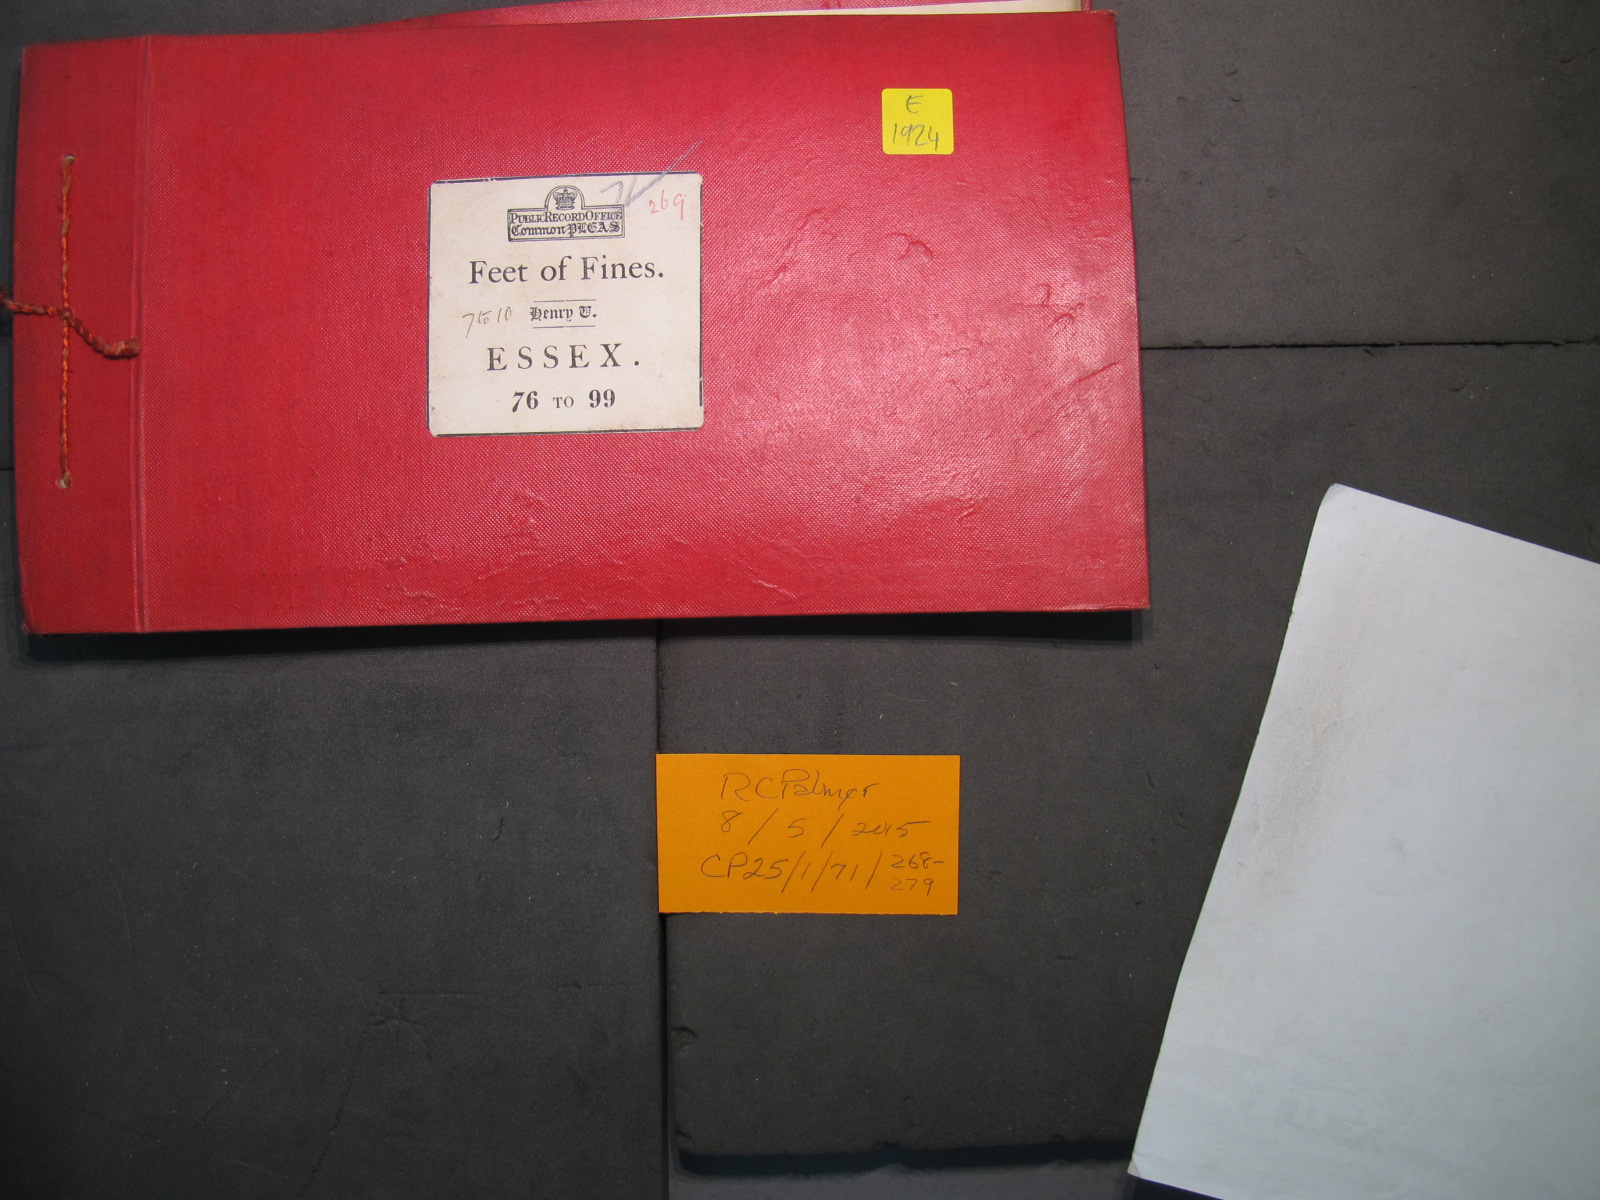 E
1924
71
269
PUBLIC RECORD OFFICE
Common PLEAS
Feet of Fines.
7 to 10 Henry V.
ESSEX.
76 TO 99
RCPalmer
8 / 5 / 2015
CP25/1/71/268-
279